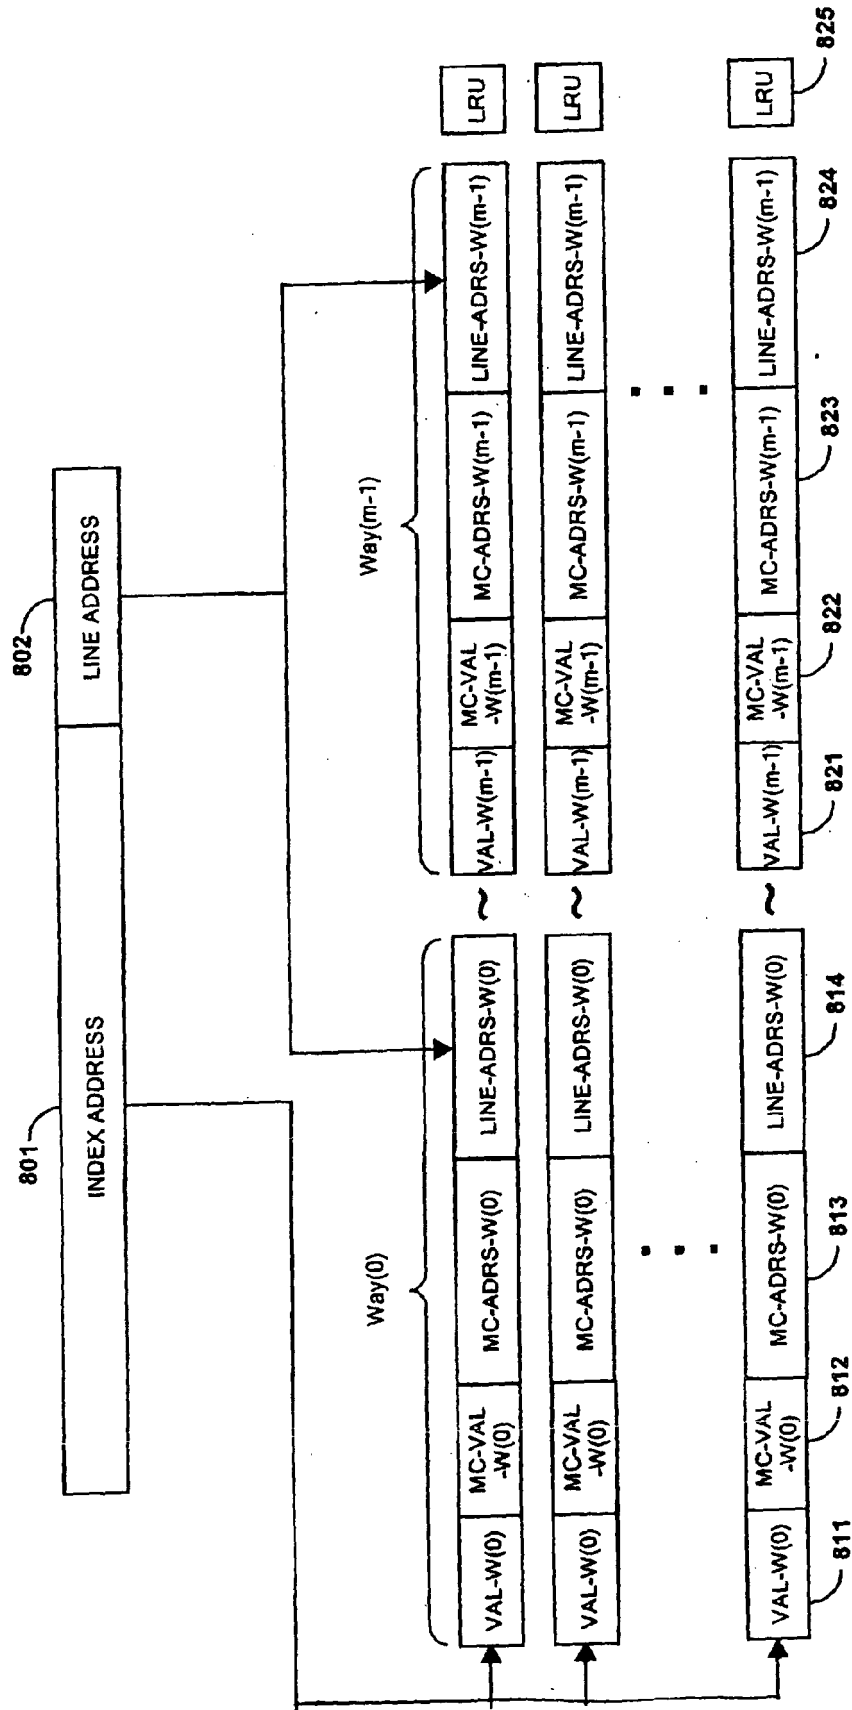 801
802
INDEX ADDRESS
LINE ADDRESS
Way(0)
Way(m-1)
VAL-W(0)
MC-VAL
-W(0)
MC-ADRS-W(0)
LINE-ADRS-W(0)
~
VAL-W(m-1)
MC-VAL
-W(m-1)
MC-ADRS-W(m-1)
LINE-ADRS-W(m-1)
LRU
VAL-W(0)
MC-VAL
-W(0)
MC-ADRS-W(0)
LINE-ADRS-W(0)
~
VAL-W(m-1)
MC-VAL
-W(m-1)
MC-ADRS-W(m-1)
LINE-ADRS-W(m-1)
LRU
VAL-W(0)
MC-VAL
-W(0)
MC-ADRS-W(0)
LINE-ADRS-W(0)
~
VAL-W(m-1)
MC-VAL
-W(m-1)
MC-ADRS-W(m-1)
LINE-ADRS-W(m-1)
LRU
811
812
813
814
821
822
823
824
825